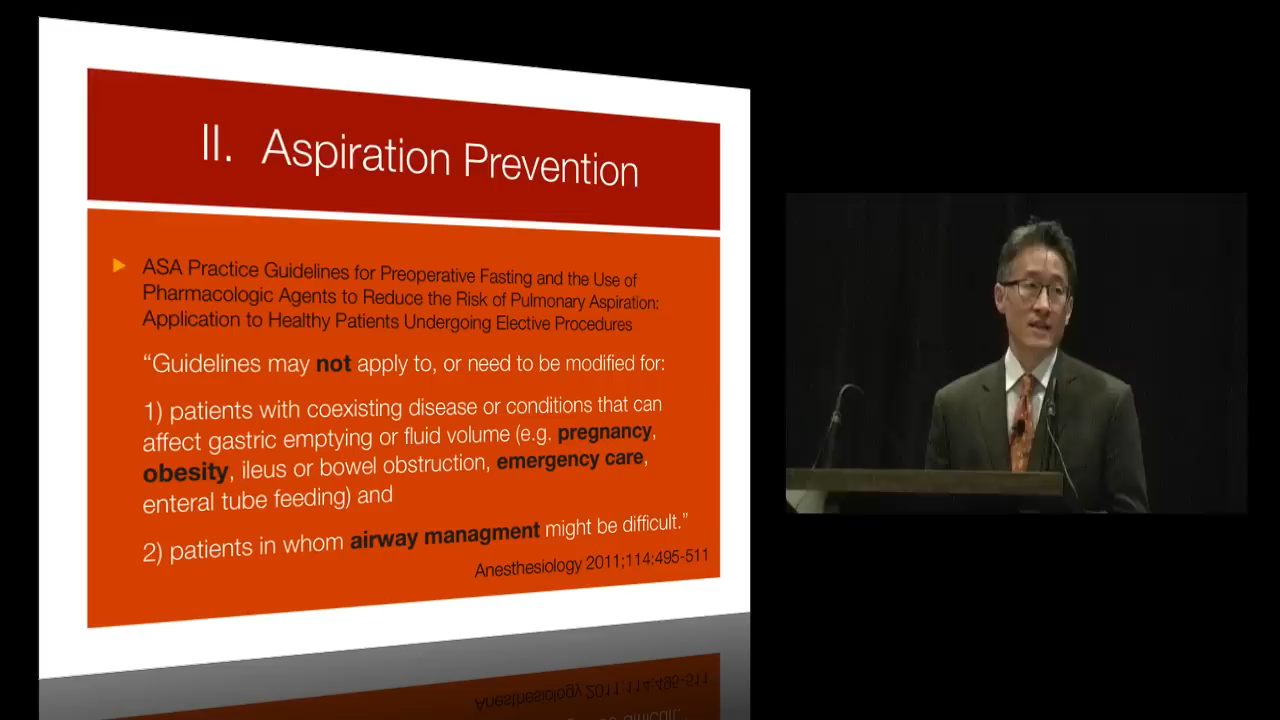 II. Aspiration Prevention
ASA Practice Guidelines for Preoperative Fasting and the Use of
Pharmacologic Agents to Reduce the Risk of Pulmonary Aspiration:
Application to Healthy Patients Undergoing Elective Procedures
“Guidelines may not apply to, or need to be modified for:
1) patients with coexisting disease or conditions that can
affect gastric emptying or fluid volume (e.g. pregnancy,
obesity, ileus or bowel obstruction, emergency care,
enteral tube feeding) and
2) patients in whom airway managment might be difficult.”
Anesthesiology 2011;114:495-511